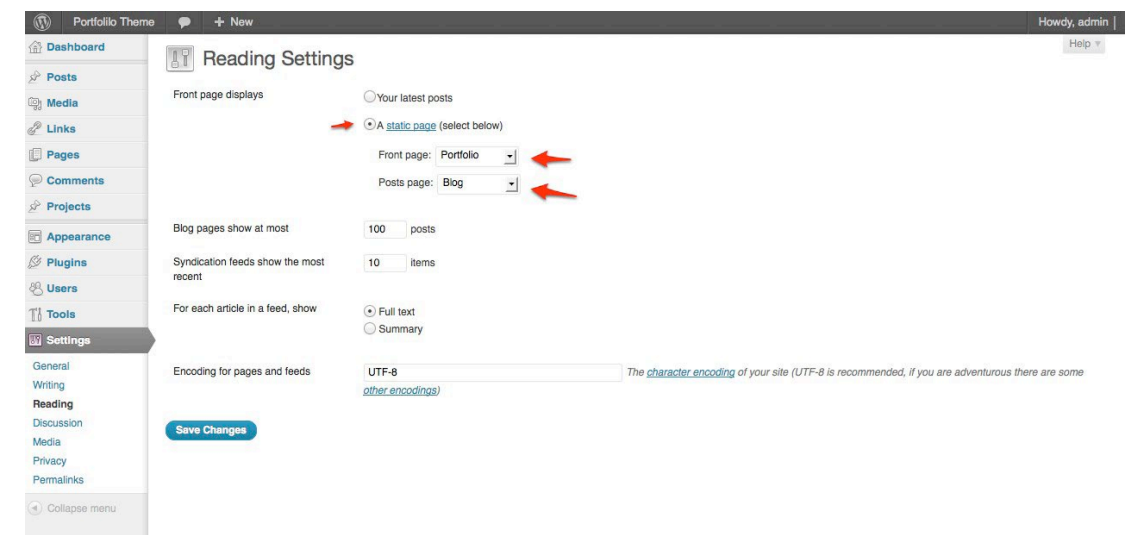 Portfolilo Theme + New Howdy, admin
Help
Dashboard
Posts
Media
Links
Pages
Comments
Projects
Appearance
Plugins
Users
Tools
Settings
General
Writing
Reading
Discussion
Media
Privacy
Permalinks
Collapse menu
Reading Settings
Front page displays
Your latest posts
A static page (select below)
Front page: Portfolio
Posts page: Blog
Blog pages show at most 100 posts
Syndication feeds show the most
recent
10 items
For each article in a feed, show
Full text
Summary
Encoding for pages and feeds UTF-8 The character encoding of your site (UTF-8 is recommended, if you are adventurous there are some
other encodings)
Save Changes